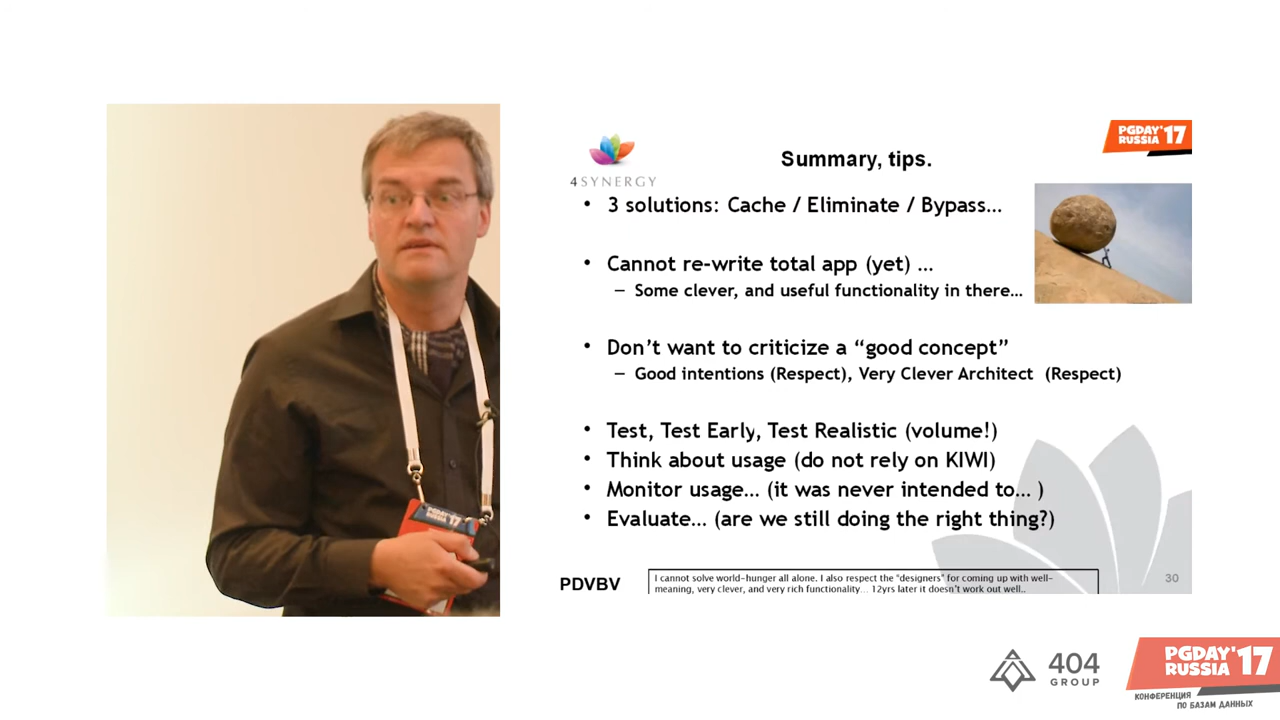 PGDAY'17
RUSSIA
4SYNERGY
Summary, tips.
• 3 solutions: Cache / Eliminate / Bypass…
• Cannot re-write total app (yet) …
– Some clever, and useful functionality in there…
• Don't want to criticize a “good concept”
– Good intentions (Respect), Very Clever Architect (Respect)
• Test, Test Early, Test Realistic (volume!)
• Think about usage (do not rely on KIWI)
• Monitor usage… (it was never intended to… )
• Evaluate… (are we still doing the right thing?)
PDVBV
I cannot solve world-hunger all alone. I also respect the “designers” for coming up with well-
meaning, very clever, and very rich functionality… 12yrs later it doesn't work out well..
30
PGDAY'17
RUSSIA
404
GROUP
PGDAY'17
RUSSIA
КОНФЕРЕНЦИЯ
ПО БАЗАМ ДАННЫХ